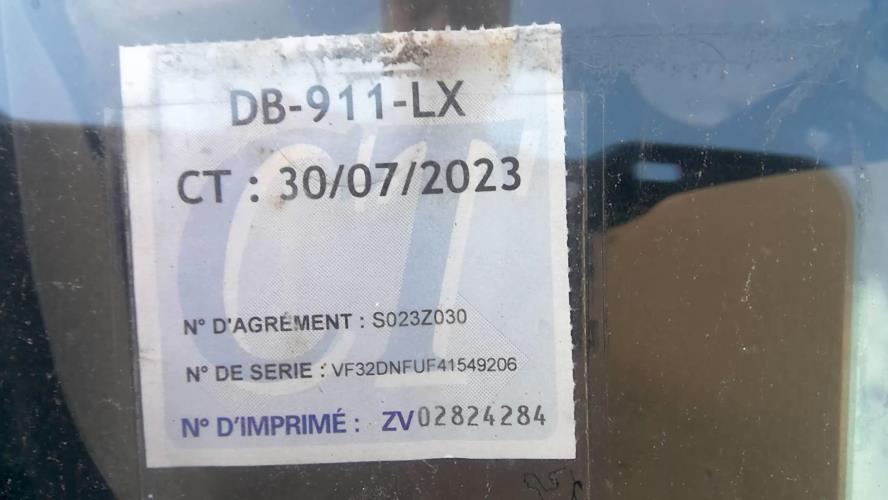 DB-911-LX
CT : 30/07/2023
N° D'AGRÉMENT : S023Z030
N° DE SERIE : VF32DNFUF41549206
N° D'IMPRIMÉ : ZV02824284